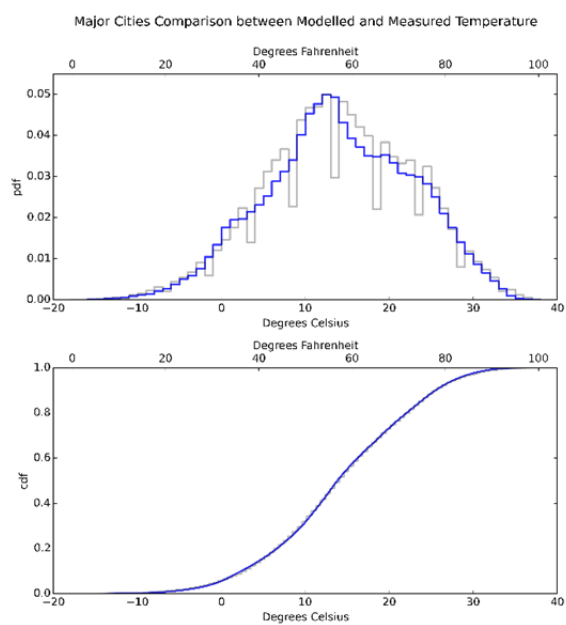 Major Cities Comparison between Modelled and Measured Temperature
Degrees Fahrenheit
0 20 40 60 80 100
0.05
0.04
0.03
0.02
0.01
0.00
pdf
−20 −10 0 10 20 30 40
Degrees Celsius
Degrees Fahrenheit
0 20 40 60 80 100
1.0
0.8
0.6
0.4
0.2
0.0
cdf
−20 −10 0 10 20 30 40
Degrees Celsius